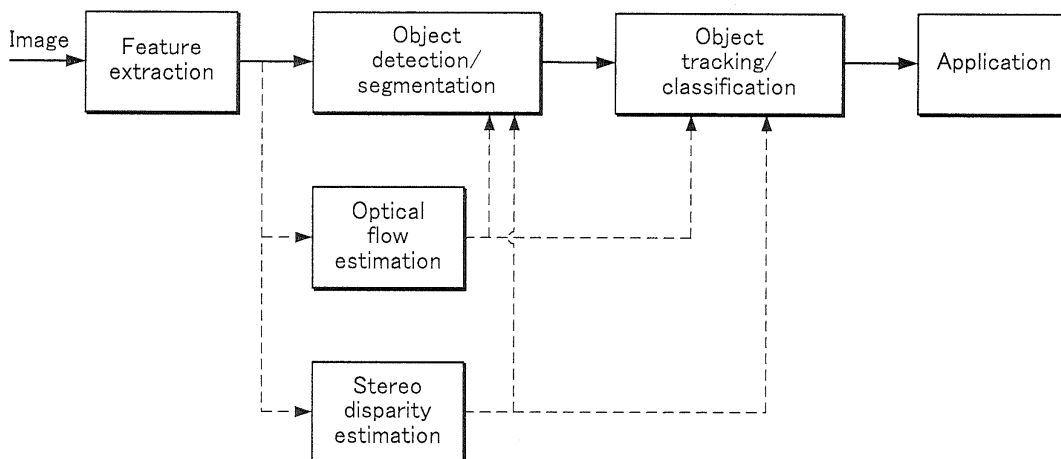 Image
Feature
extraction
Object
detection/
segmentation
Object
tracking/
classification
Application
Optical
flow
estimation
Stereo
disparity
estimation